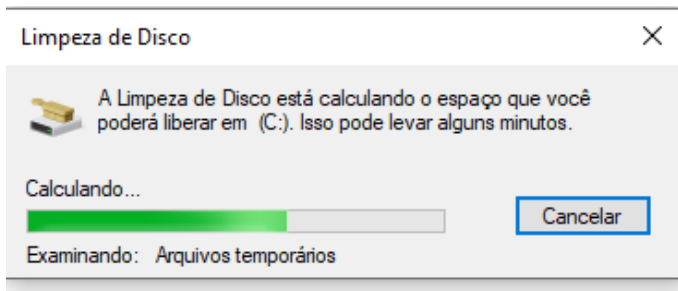 Limpeza de Disco
A Limpeza de Disco está calculando o espaço que você
poderá liberar em  (C:). Isso pode levar alguns minutos.
Calculando...
Cancelar
Examinando:   Arquivos temporários